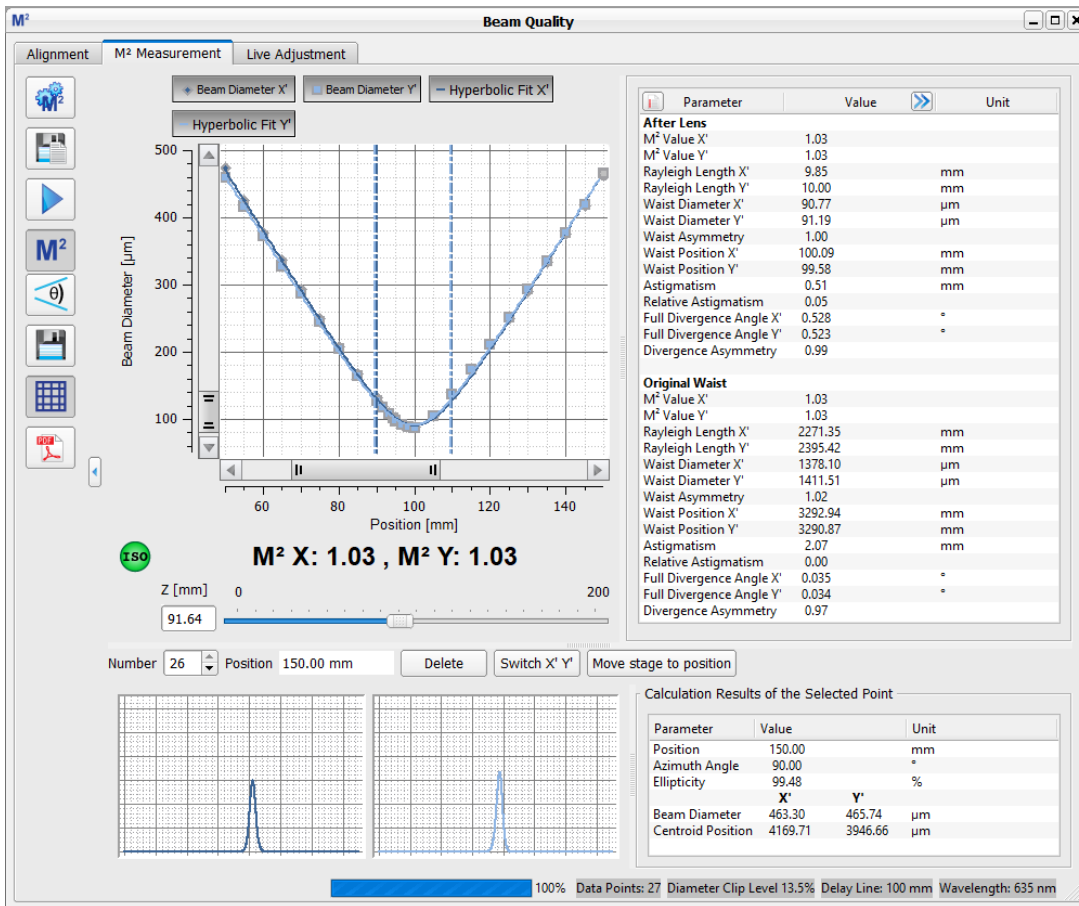 M²
Beam Quality
Alignment M² Measurement Live Adjustment
M²
M²
θ)
PDF
Beam Diameter X' Beam Diameter Y' Hyperbolic Fit X'
Hyperbolic Fit Y'
500
400
300
200
100
Beam Diameter [µm]
60 80 100 120 140
Position [mm]
ISO
M² X: 1.03 , M² Y: 1.03
Z [mm] 0 200
91.64
Parameter Value Unit
After Lens
M² Value X' 1.03
M² Value Y' 1.03
Rayleigh Length X' 9.85 mm
Rayleigh Length Y' 10.00 mm
Waist Diameter X' 90.77 µm
Waist Diameter Y' 91.19 µm
Waist Asymmetry 1.00
Waist Position X' 100.09 mm
Waist Position Y' 99.58 mm
Astigmatism 0.51 mm
Relative Astigmatism 0.05
Full Divergence Angle X' 0.528 °
Full Divergence Angle Y' 0.523 °
Divergence Asymmetry 0.99
Original Waist
M² Value X' 1.03
M² Value Y' 1.03
Rayleigh Length X' 2271.35 mm
Rayleigh Length Y' 2395.42 mm
Waist Diameter X' 1378.10 µm
Waist Diameter Y' 1411.51 µm
Waist Asymmetry 1.02
Waist Position X' 3292.94 mm
Waist Position Y' 3290.87 mm
Astigmatism 2.07 mm
Relative Astigmatism 0.00
Full Divergence Angle X' 0.035 °
Full Divergence Angle Y' 0.034 °
Divergence Asymmetry 0.97
Number 26 Position 150.00 mm Delete Switch X' Y' Move stage to position
Calculation Results of the Selected Point
Parameter Value Unit
Position 150.00 mm
Azimuth Angle 90.00 °
Ellipticity 99.48 %
X' Y'
Beam Diameter 463.30 465.74 µm
Centroid Position 4169.71 3946.66 µm
100% Data Points: 27 Diameter Clip Level 13.5% Delay Line: 100 mm Wavelength: 635 nm